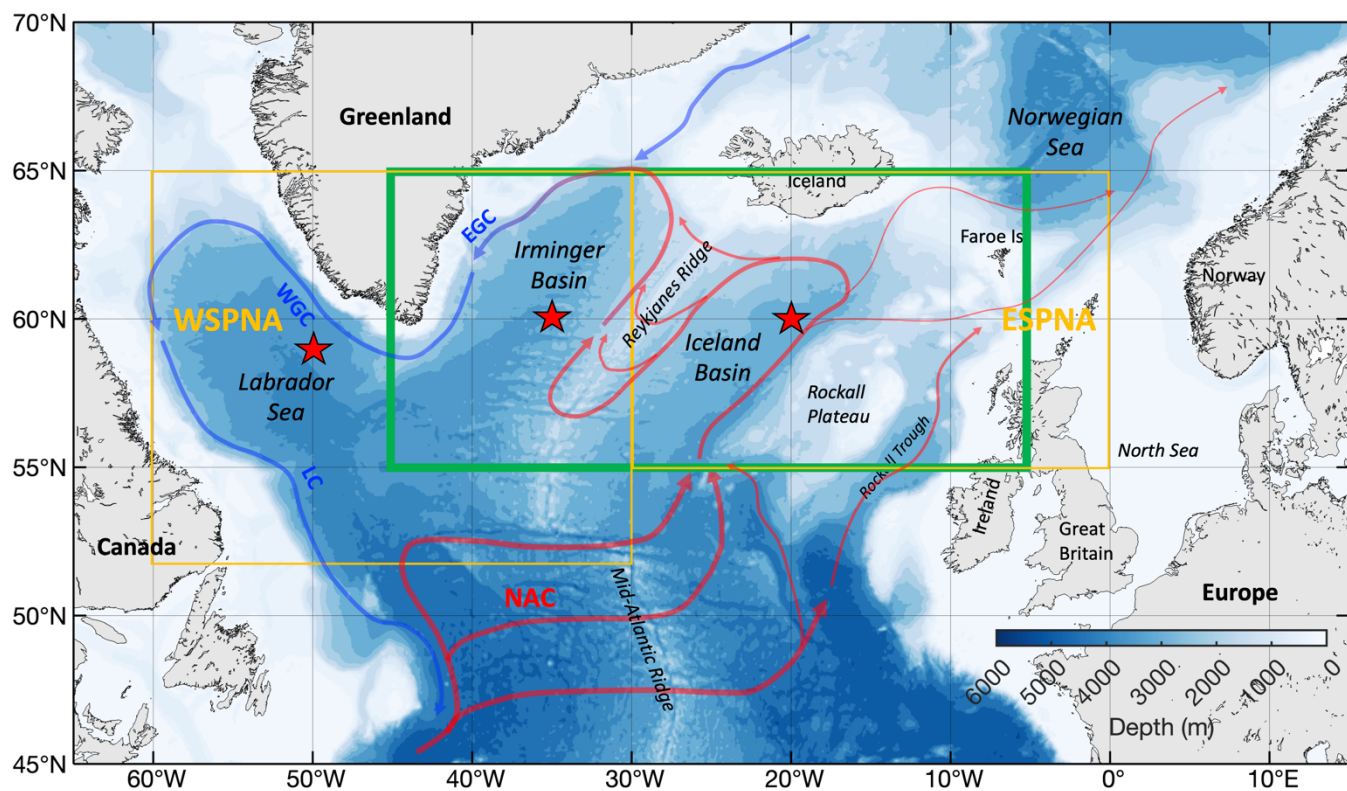 70°N
65°N
60°N
55°N
50°N
45°N
60°W
50°W
40°W
30°W
20°W
10°W
0°
10°E
Greenland
Norwegian
Sea
Iceland
EGC
Irminger
Basin
Reykjanes Ridge
Faroe Is
Norway
WGC
WSPNA
ESPNA
Labrador
Sea
Iceland
Basin
Rockall
Plateau
Rockall Trough
North Sea
LC
Ireland
Great
Britain
Canada
NAC
Mid-Atlantic Ridge
Europe
6000
5000
4000
3000
2000
1000
0
Depth (m)